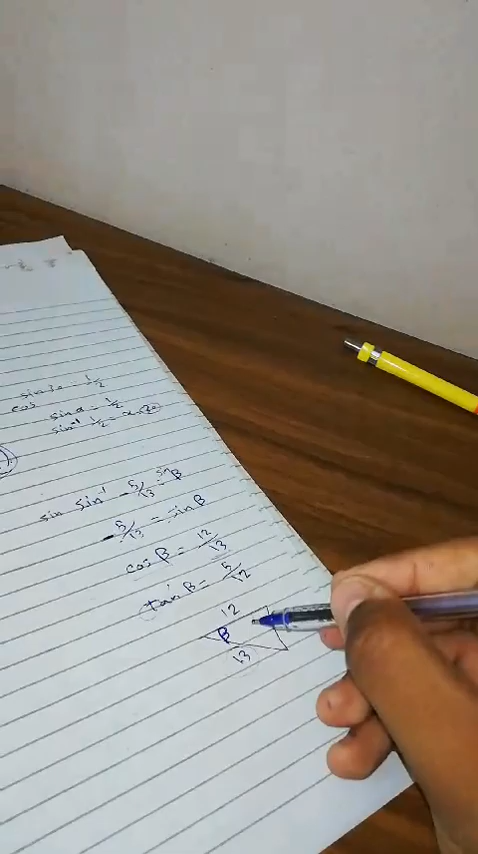 sin 30 = 1/2
cos
sin α = 1/2
sin⁻¹ 1/2 = α = 30
sin sin⁻¹ -5/13 = sin β
-5/13 = sin β
cos β = 12/13
tan β = 5/12
12
β
13